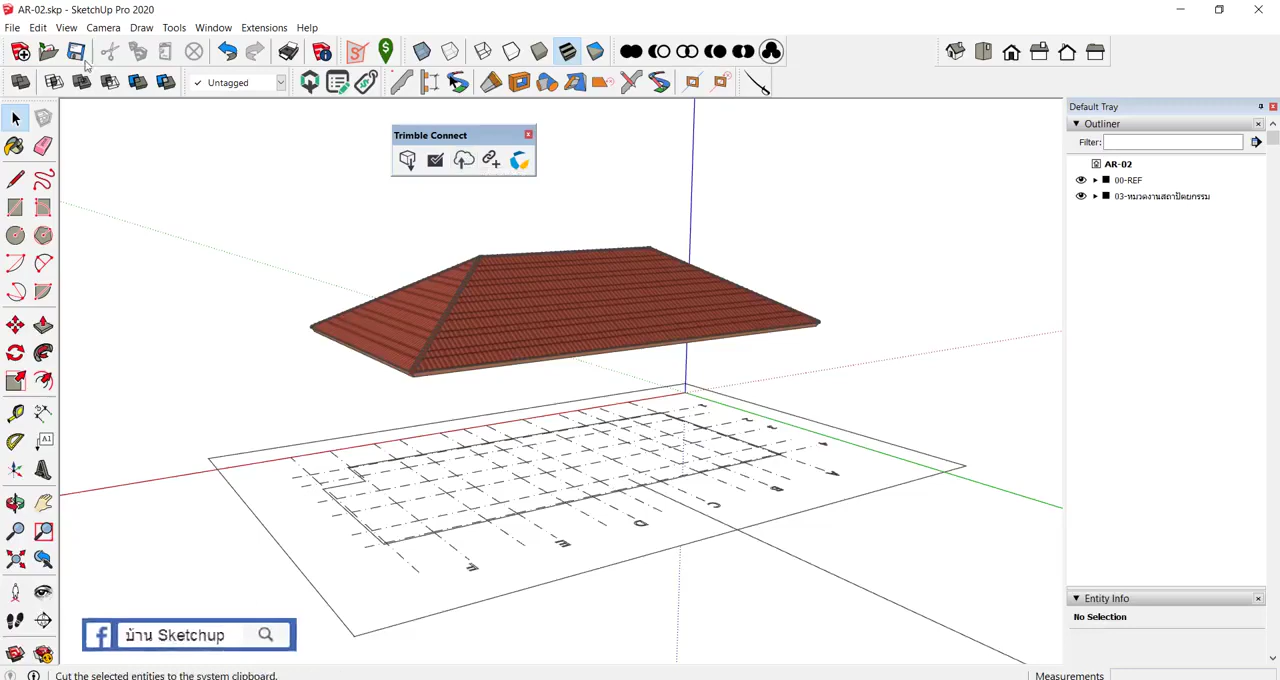 AR-02.skp - SketchUp Pro 2020
File Edit View Camera Draw Tools Window Extensions Help
Untagged
Default Tray
Outliner
Filter:
AR-02
00-REF
03-หมวดงานสถาปัตยกรรม
Trimble Connect
A
B
C
D
E
F
Entity Info
No Selection
บ้าน Sketchup
Cut the selected entities to the system clipboard.
Measurements